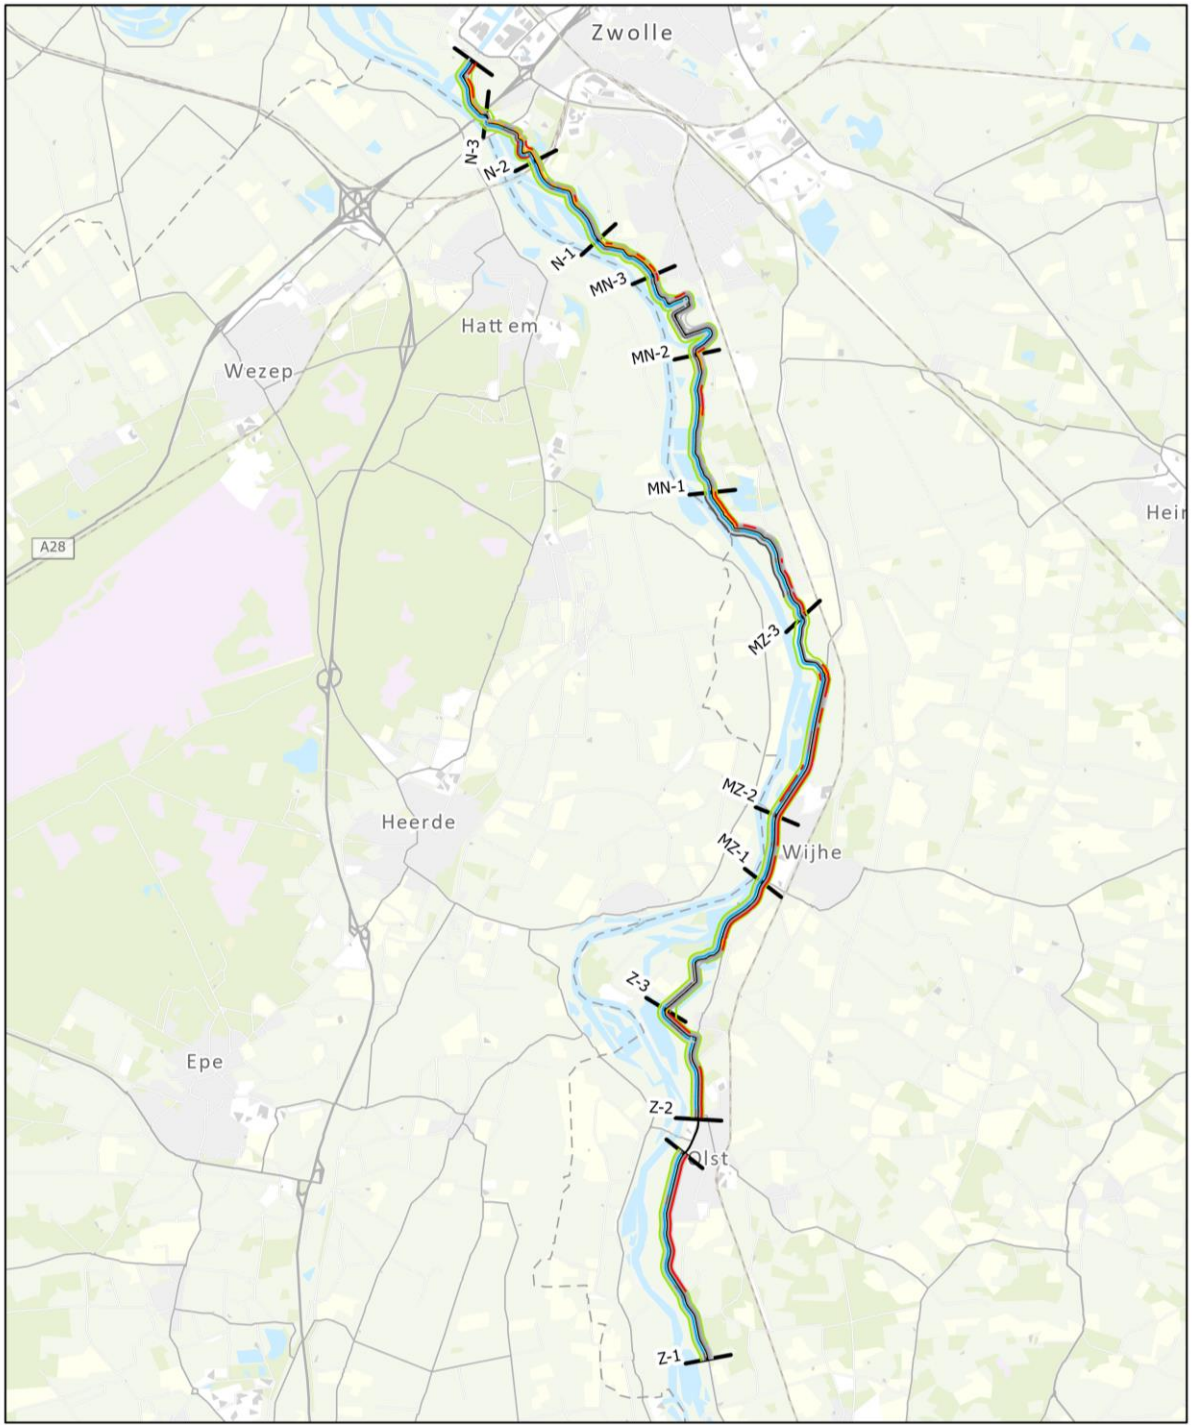 Zwolle
N-3
N-2
N-1
MN-3
Hattem
MN-2
Wezep
MN-1
Hein
A28
MZ-3
MZ-2
Heerde
MZ-1
Wijhe
Z-3
Epe
Z-2
Olst
Z-1